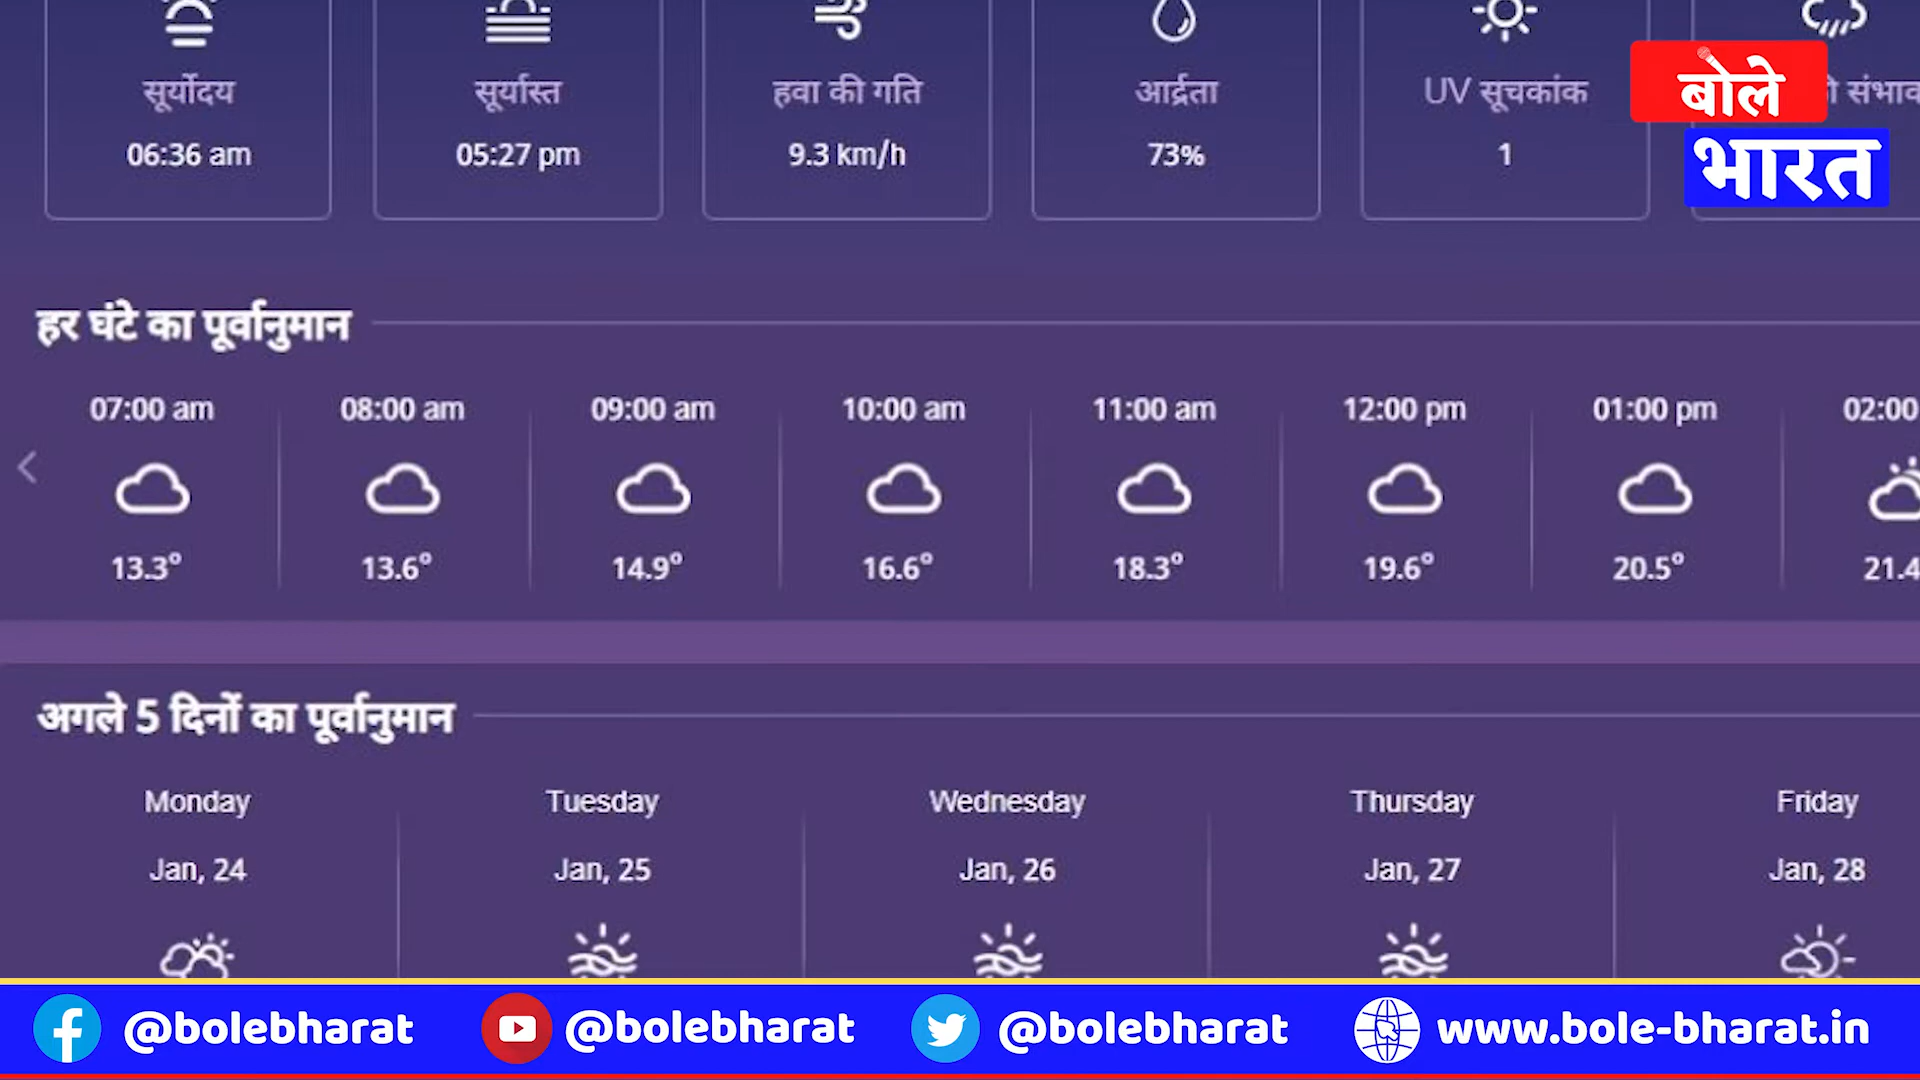 सूर्योदय सूर्यास्त हवा की गति आर्द्रता UV सूचकांक
06:36 am 05:27 pm 9.3 km/h 73% 1
बोले
भारत
हर घंटे का पूर्वानुमान
07:00 am 08:00 am 09:00 am 10:00 am 11:00 am 12:00 pm 01:00 pm 02:00
13.3° 13.6° 14.9° 16.6° 18.3° 19.6° 20.5° 21.4
अगले 5 दिनों का पूर्वानुमान
Monday Tuesday Wednesday Thursday Friday
Jan, 24 Jan, 25 Jan, 26 Jan, 27 Jan, 28
@bolebharat @bolebharat @bolebharat www.bole-bharat.in